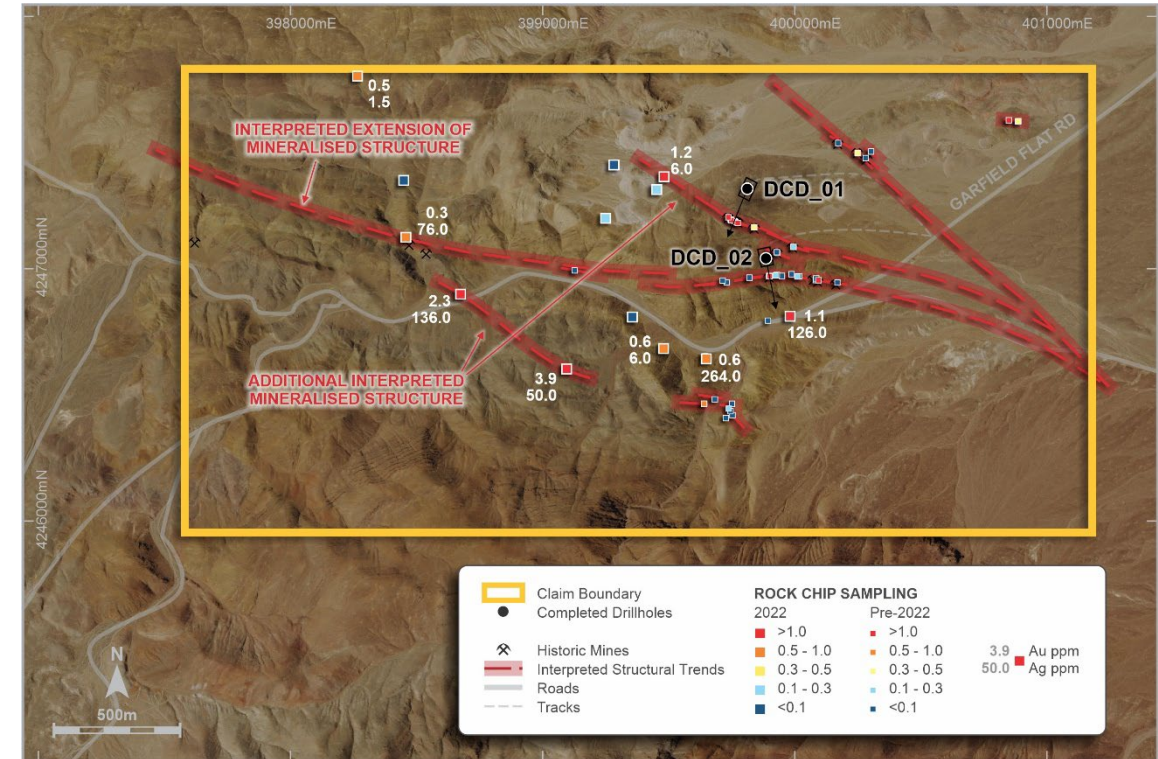 398000mE
399000mE
400000mE
401000mE
0.5
1.5
INTERPRETED EXTENSION OF
MINERALISED STRUCTURE
1.2
6.0
DCD_01
GARFIELD FLAT RD
0.3
76.0
DCD_02
4247000mN
2.3
136.0
1.1
126.0
0.6
6.0
0.6
264.0
ADDITIONAL INTERPRETED
MINERALISED STRUCTURE
3.9
50.0
4246000mN
N
500m
Claim Boundary
Completed Drillholes
Historic Mines
Interpreted Structural Trends
Roads
Tracks
ROCK CHIP SAMPLING
2022
>1.0
0.5 - 1.0
0.3 - 0.5
0.1 - 0.3
<0.1
Pre-2022
>1.0
0.5 - 1.0
0.3 - 0.5
0.1 - 0.3
<0.1
3.9 Au ppm
50.0 Ag ppm